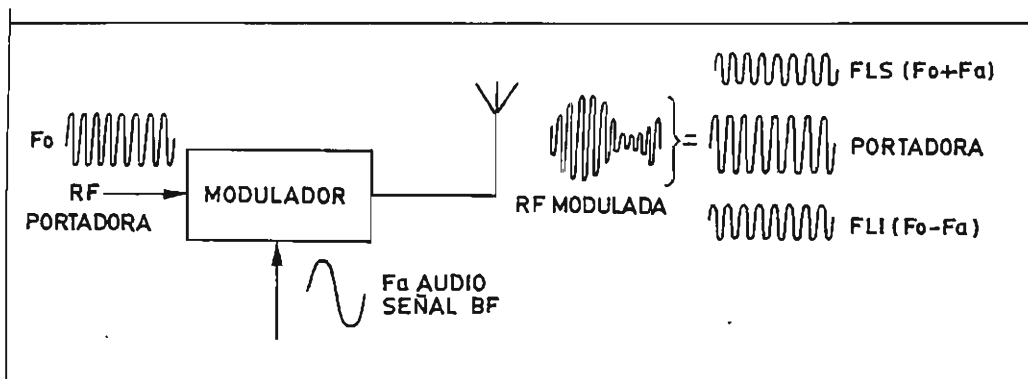 Fo
RF
PORTADORA
MODULADOR
Fa AUDIO
SEÑAL BF
RF MODULADA
=
FLS (Fo+Fa)
PORTADORA
FLI (Fo-Fa)